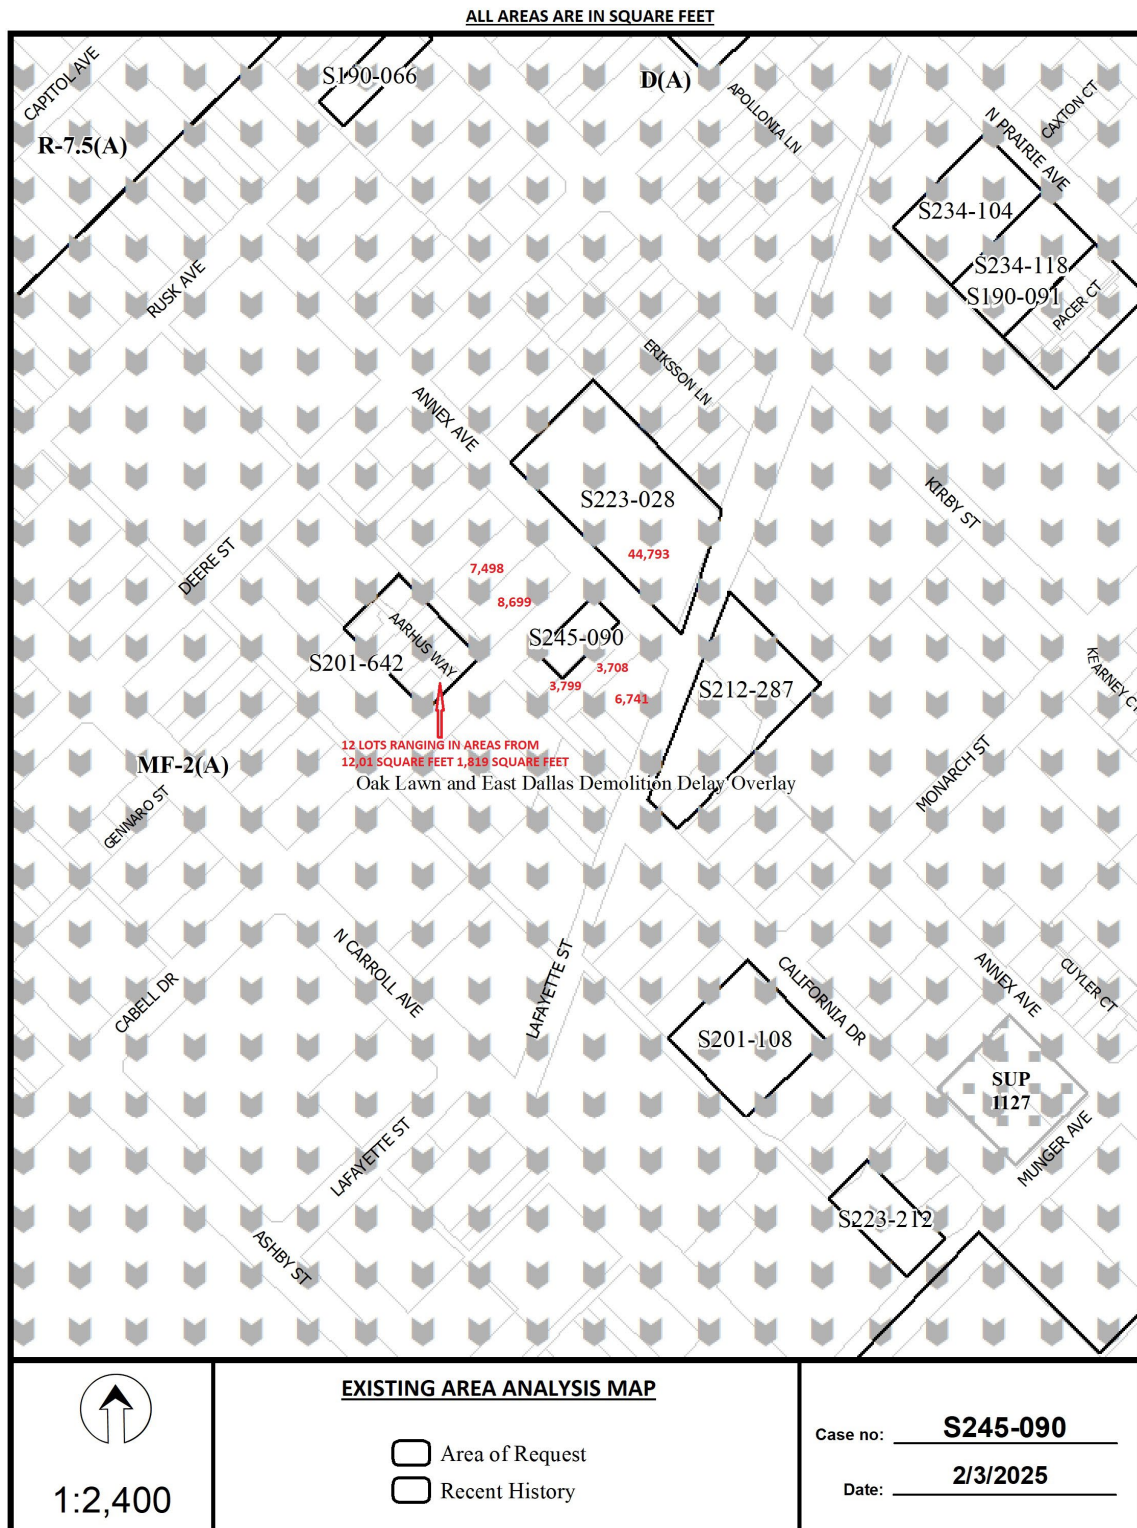 ALL AREAS ARE IN SQUARE FEET
CAPITOL AVE
S190-066
D(A)
R-7.5(A)
APOLLONIA LN
CAXTON CT
N PRAIRIE AVE
S234-104
RUSK AVE
S234-118
S190-091
PACER CT
ERIKSSON LN
ANNEX AVE
S223-028
KIRBY ST
44,793
DEERE ST
7,498
8,699
AARHUS WAY
S245-090
S201-642
3,708
3,799
S212-287
6,741
KEARNEY CT
12 LOTS RANGING IN AREAS FROM
12,01 SQUARE FEET 1,819 SQUARE FEET
MF-2(A)
Oak Lawn and East Dallas Demolition Delay Overlay
MONARCH ST
GENNARO ST
N CARROLL AVE
LAFAYETTE ST
CALIFORNIA DR
ANNEX AVE
CUYLER CT
CABELL DR
S201-108
SUP
1127
LAFAYETTE ST
MUNGER AVE
S223-212
ASHBY ST
1:2,400
EXISTING AREA ANALYSIS MAP
Area of Request
Recent History
Case no: S245-090
Date: 2/3/2025